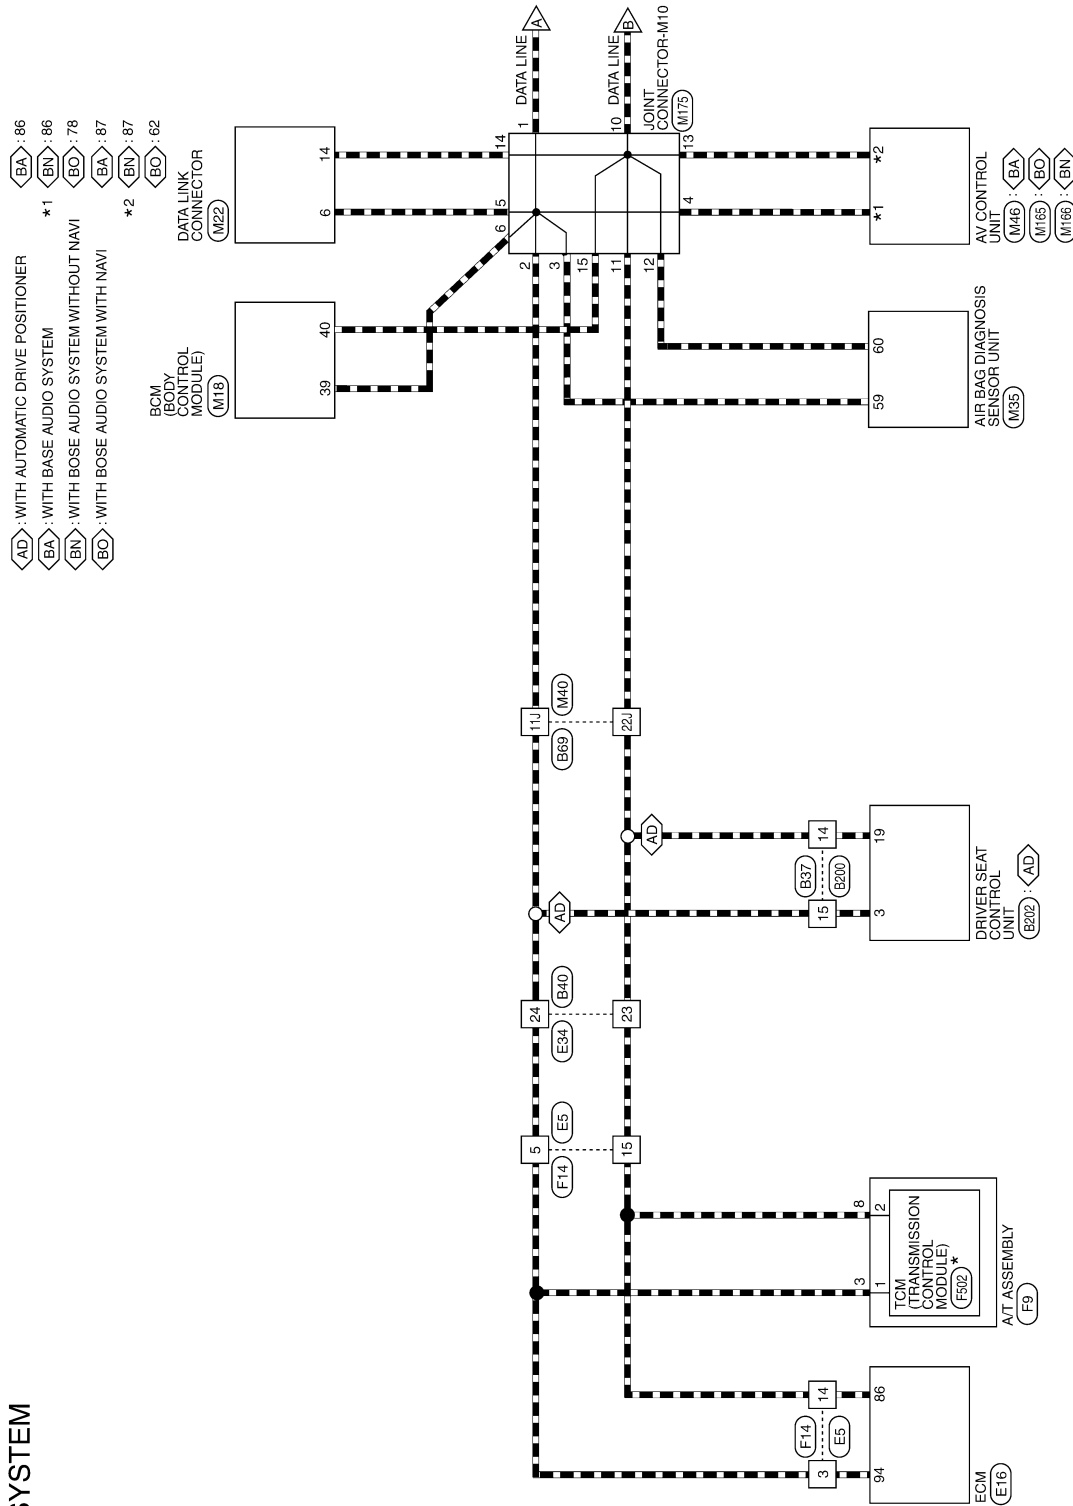 SYSTEM
AD : WITH AUTOMATIC DRIVE POSITIONER
BA : WITH BASE AUDIO SYSTEM
BN : WITH BOSE AUDIO SYSTEM WITHOUT NAVI
BO : WITH BOSE AUDIO SYSTEM WITH NAVI
BA : 86
*1 BN : 86
BO : 78
BA : 87
*2 BN : 87
BO : 62
BCM
(BODY
CONTROL
MODULE)
M18
39
40
DATA LINK
CONNECTOR
M22
6
14
DATA LINE
A
DATA LINE
B
JOINT
CONNECTOR-M10
M175
6
5
14
1
2
3
15
11
12
10
4
13
11J
22J
B69
M40
24
23
E34
B40
5
15
F14
E5
AD
AD
3
14
F14
E5
94
86
ECM
E16
3
8
1
2
TCM
(TRANSMISSION
CONTROL
MODULE)
F502 *
A/T ASSEMBLY
F9
15
14
B37
B200
3
19
DRIVER SEAT
CONTROL
UNIT
B202 : AD
59
60
AIR BAG DIAGNOSIS
SENSOR UNIT
M35
*1
*2
AV CONTROL
UNIT
M46 : BA
M165 : BO
M166 : BN